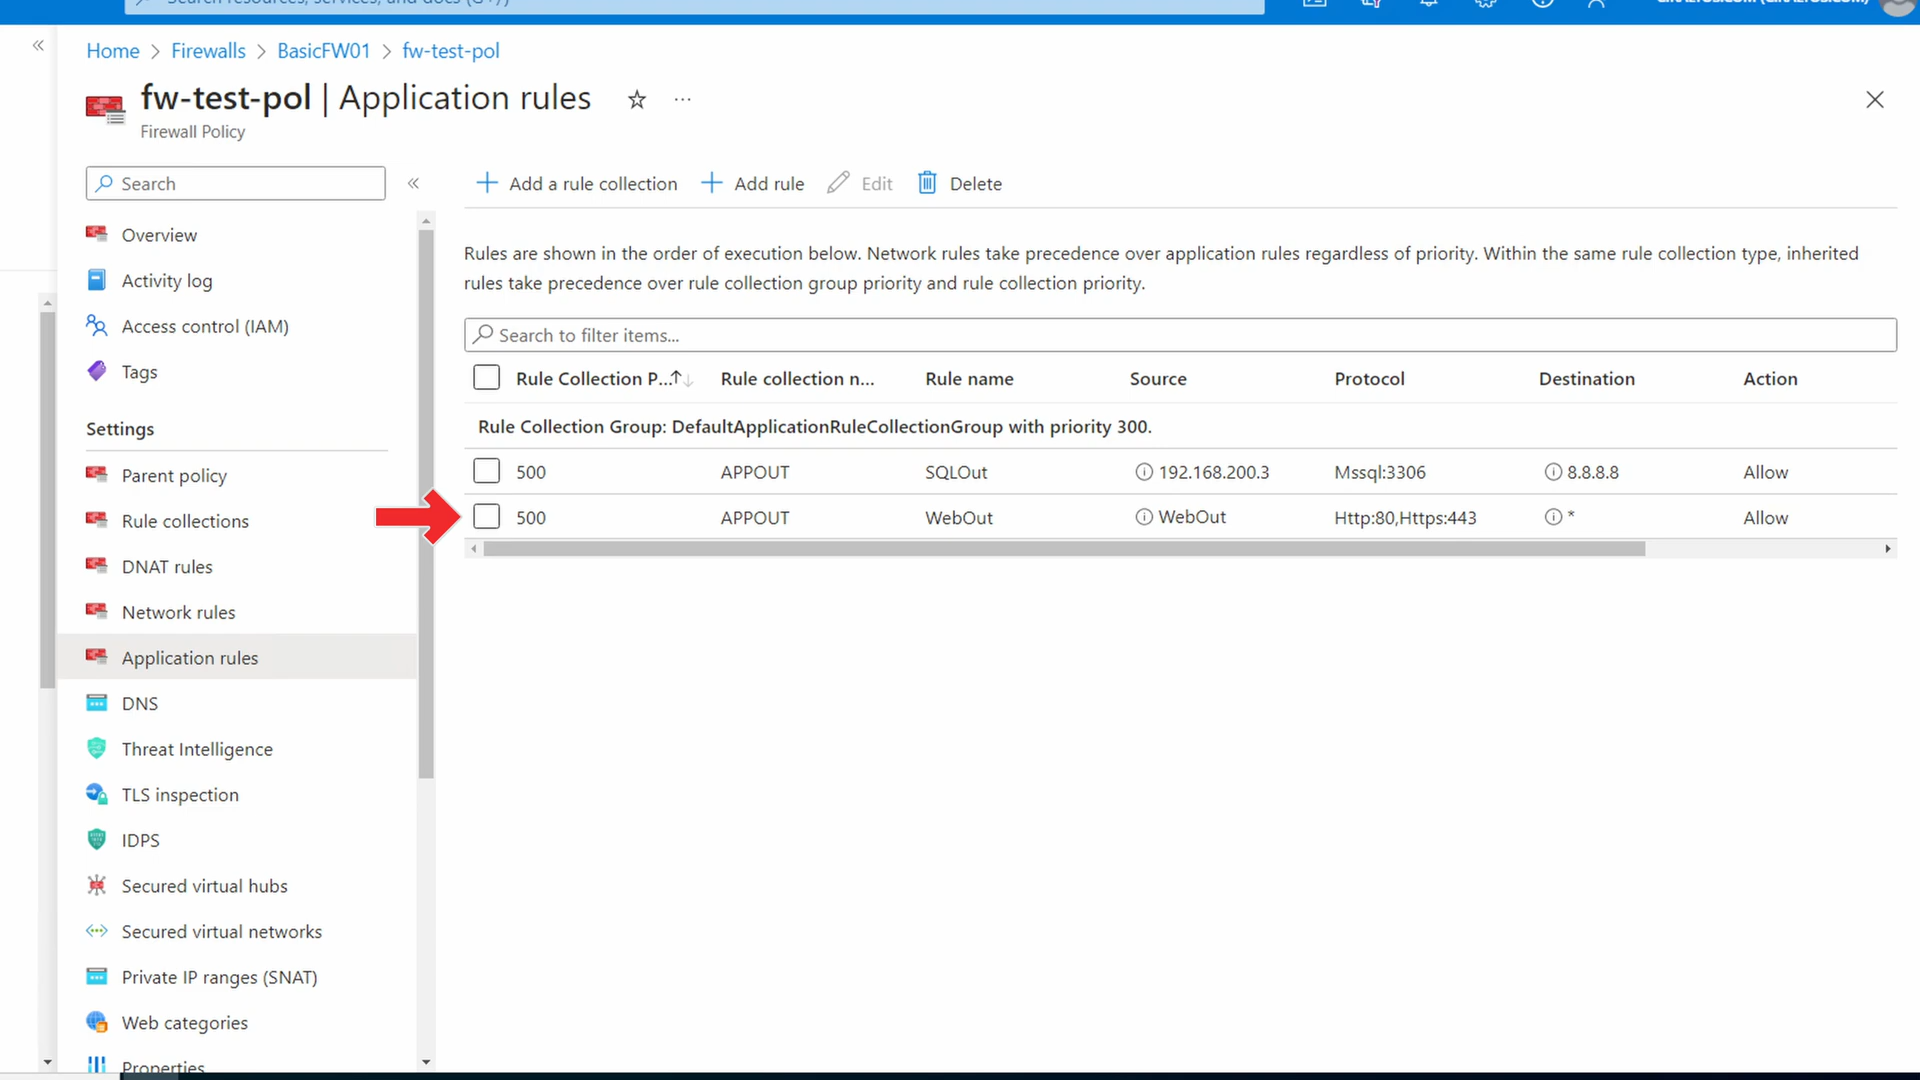 Home > Firewalls > BasicFW01 > fw-test-pol
fw-test-pol | Application rules
Firewall Policy
Search
Add a rule collection
Add rule
Edit
Delete
Overview
Activity log
Access control (IAM)
Tags
Settings
Parent policy
Rule collections
DNAT rules
Network rules
Application rules
DNS
Threat Intelligence
TLS inspection
IDPS
Secured virtual hubs
Secured virtual networks
Private IP ranges (SNAT)
Web categories
Properties
Rules are shown in the order of execution below. Network rules take precedence over application rules regardless of priority. Within the same rule collection type, inherited
rules take precedence over rule collection group priority and rule collection priority.
Search to filter items...
Rule Collection P... Rule collection n... Rule name Source Protocol Destination Action
Rule Collection Group: DefaultApplicationRuleCollectionGroup with priority 300.
500 APPOUT SQLOut 192.168.200.3 Mssql:3306 8.8.8.8 Allow
500 APPOUT WebOut WebOut Http:80,Https:443 * Allow